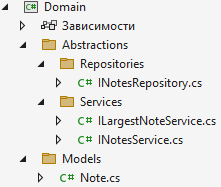 C# Domain
Зависимости
Abstractions
Repositories
C# INotesRepository.cs
Services
C# ILargestNoteService.cs
C# INotesService.cs
Models
C# Note.cs